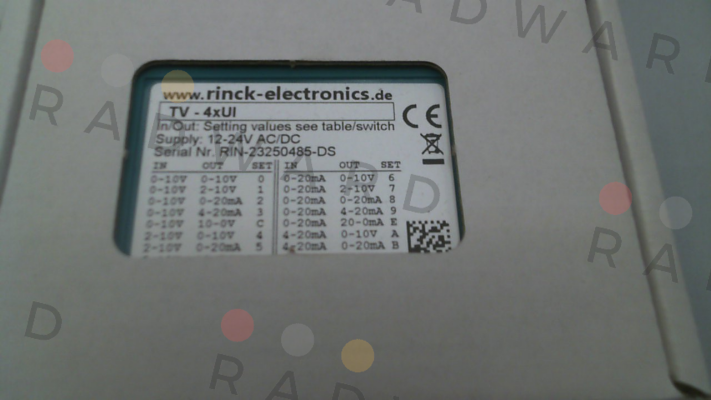 www.rinck-electronics.de
TV - 4xUI
In/Out: Setting values see table/switch
Supply: 12-24V AC/DC
Serial Nr. RIN-23250485-DS
IN OUT SET IN OUT SET
0-10V 0-10V 0 0-20mA 0-10V 6
0-10V 2-10V 1 0-20mA 2-10V 7
0-10V 0-20mA 2 0-20mA 0-20mA 8
0-10V 4-20mA 3 0-20mA 4-20mA 9
0-10V 10-0V C 0-20mA 20-0mA E
2-10V 0-10V 4 4-20mA 0-10V A
2-10V 0-20mA 5 4-20mA 0-20mA B
CE
RADWARD
RADWARD
RAD
D
RADWARD